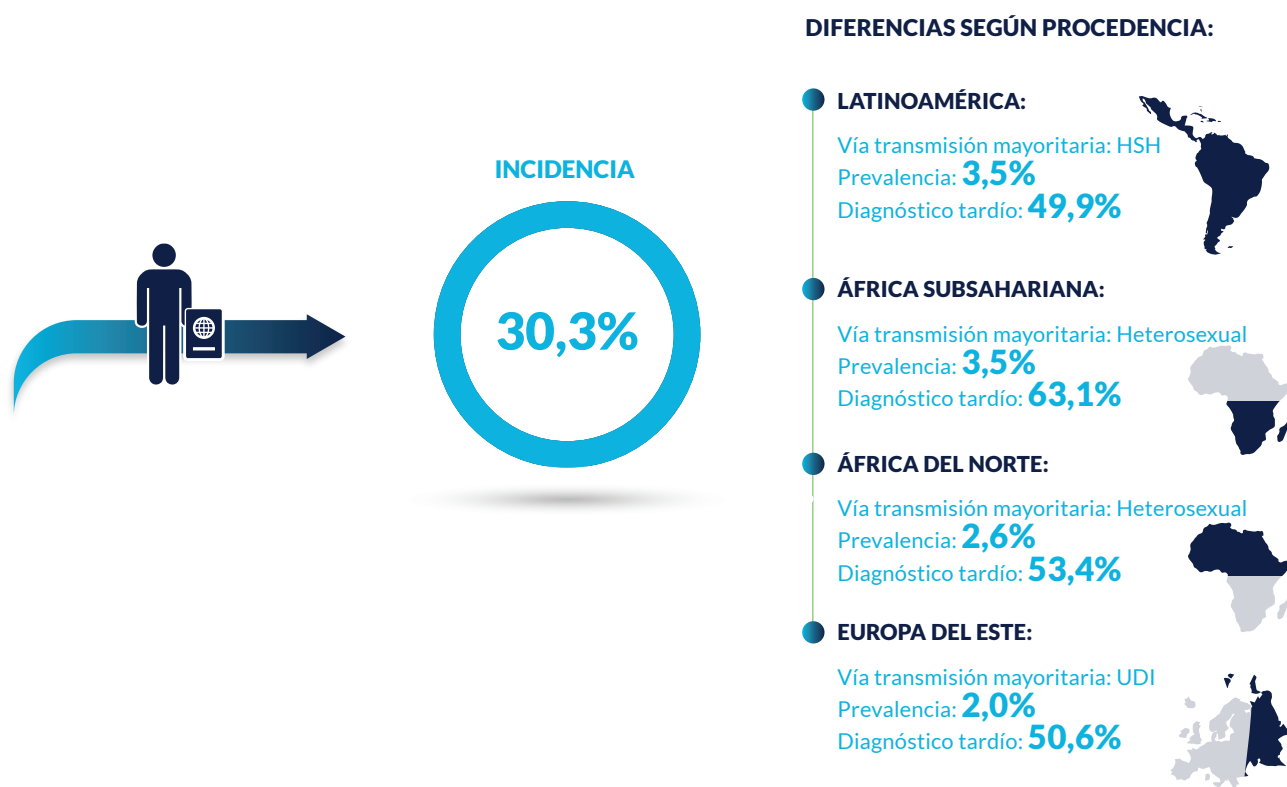 INCIDENCIA
30,3%
DIFERENCIAS SEGÚN PROCEDENCIA:
LATINOAMÉRICA:
Vía transmisión mayoritaria: HSH
Prevalencia: 3,5%
Diagnóstico tardío: 49,9%
ÁFRICA SUBSAHARIANA:
Vía transmisión mayoritaria: Heterosexual
Prevalencia: 3,5%
Diagnóstico tardío: 63,1%
ÁFRICA DEL NORTE:
Vía transmisión mayoritaria: Heterosexual
Prevalencia: 2,6%
Diagnóstico tardío: 53,4%
EUROPA DEL ESTE:
Vía transmisión mayoritaria: UDI
Prevalencia: 2,0%
Diagnóstico tardío: 50,6%